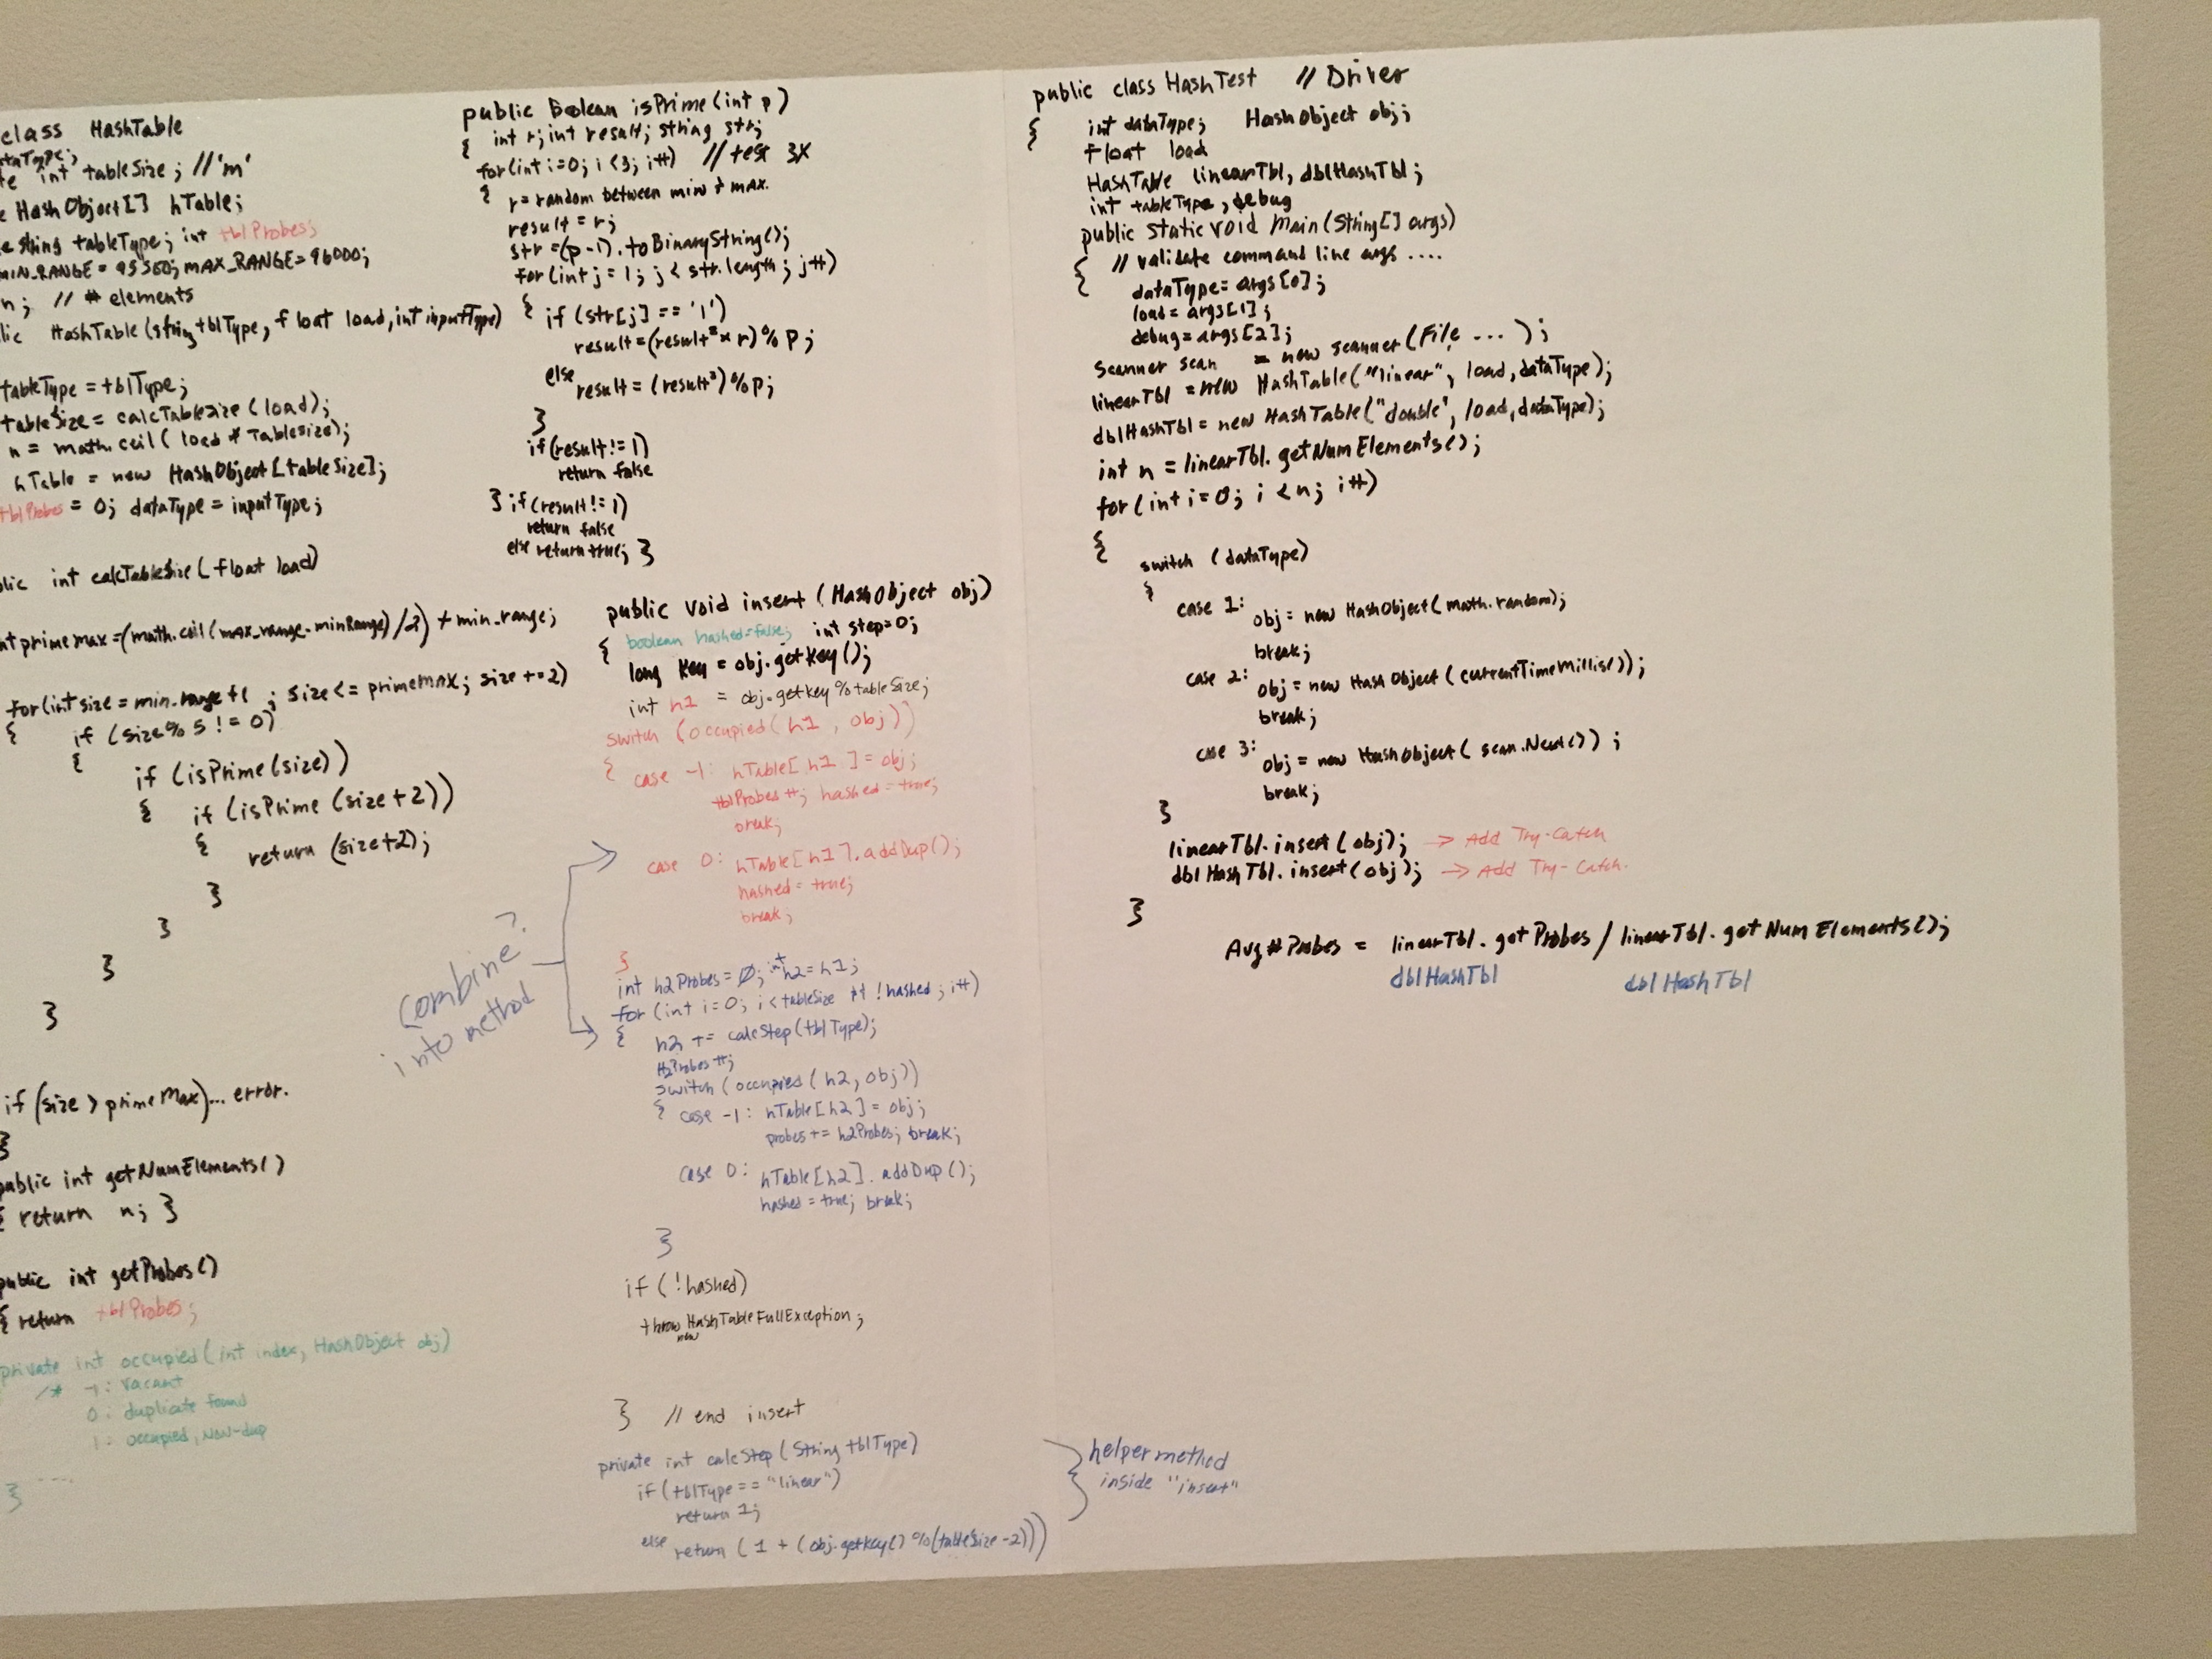 class HashTable
dataType;
te int tableSize; //'m'
e HashObject[] hTable;
e string tableType; int tblProbes;
MIN_RANGE = 95500; MAX_RANGE = 96000;
n; // # elements
lic HashTable(string tblType, float load, int inputType)
tableType = tblType;
tableSize = calcTableSize (load);
n = math.ceil( load * Tablesize);
hTable = new HashObject[tableSize];
tblProbes = 0; dataType = inputType;
blic int calcTableSize(float load)
nt primemax = (math.ceil(max_range-minRange)/2) + min_range;
for(int size = min_range+1 ; size <= primemax; size += 2)
{ if (size % 5 != 0)
{ if (isPrime(size))
{ if (isPrime (size+2))
{ return (size+2);
}
}
}
}
if (size > primeMax)... error.
}
public int getNumElements()
{ return n; }
public int getProbes()
{ return tblProbes;
private int occupied(int index, HashObject obj)
/* -1: vacant
0: duplicate found
1: occupied, non-dup
} ----
public Boolean isPrime(int p)
{ int r; int result; string str;
for(int i=0; i<3; i++) // test 3X
{ r = random between min & max.
result = r;
str = (p-1).toBinaryString();
for(int j = 1; j < str.length; j++)
{ if (str[j] == '1')
result = (result² * r) % p;
else
result = (result²) % p;
}
if(result != 1)
return false
} if(result != 1)
return false
else return true; }
public void insert (HashObject obj)
{ boolean hashed=false; int step=0;
long key = obj.getKey();
int h1 = obj.getKey % tableSize;
switch (occupied(h1, obj))
{ case -1: hTable[h1] = obj;
tblProbes++; hashed = true;
break;
case 0: hTable[h1].addDup();
hashed = true;
break;
}
Combine?
into method
int h2Probes = 0; int h2 = h1;
for (int i=0; i < tableSize && !hashed; i++)
{ h2 += calcStep(tblType);
H2Probes++;
switch (occupied(h2, obj))
{ case -1: hTable[h2] = obj;
probes += h2Probes; break;
case 0: hTable[h2].addDup();
hashed = true; break;
}
if (!hashed)
throw new HashTableFullException;
} // end insert
private int calcStep(String tblType)
if (tblType == "linear")
return 1;
else return (1 + (obj.getKey() % (tableSize-2)))
helper method
inside "insert"
public class HashTest // Driver
{ int dataType; HashObject obj;
float load
HashTable linearTbl, dblHashTbl;
int tableType, debug
public static void Main(String[] args)
{ // validate command line args ....
dataType = args[0];
load = args[1];
debug = args[2];
Scanner scan = new scanner(File ... );
linearTbl = new HashTable("linear", load, dataType);
dblHashTbl = new HashTable("double", load, dataType);
int n = linearTbl.getNumElements();
for(int i=0; i < n; i++)
{
switch (dataType)
{
case 1: obj = new HashObject(math.random);
break;
case 2: obj = new HashObject(currentTimeMillis());
break;
case 3: obj = new HashObject(scan.Next());
break;
}
linearTbl.insert(obj); → Add Try-Catch
dblHashTbl.insert(obj); → Add Try-Catch.
}
Avg # Probes = linearTbl.getProbes / linearTbl.getNumElements();
dblHashTbl dblHashTbl